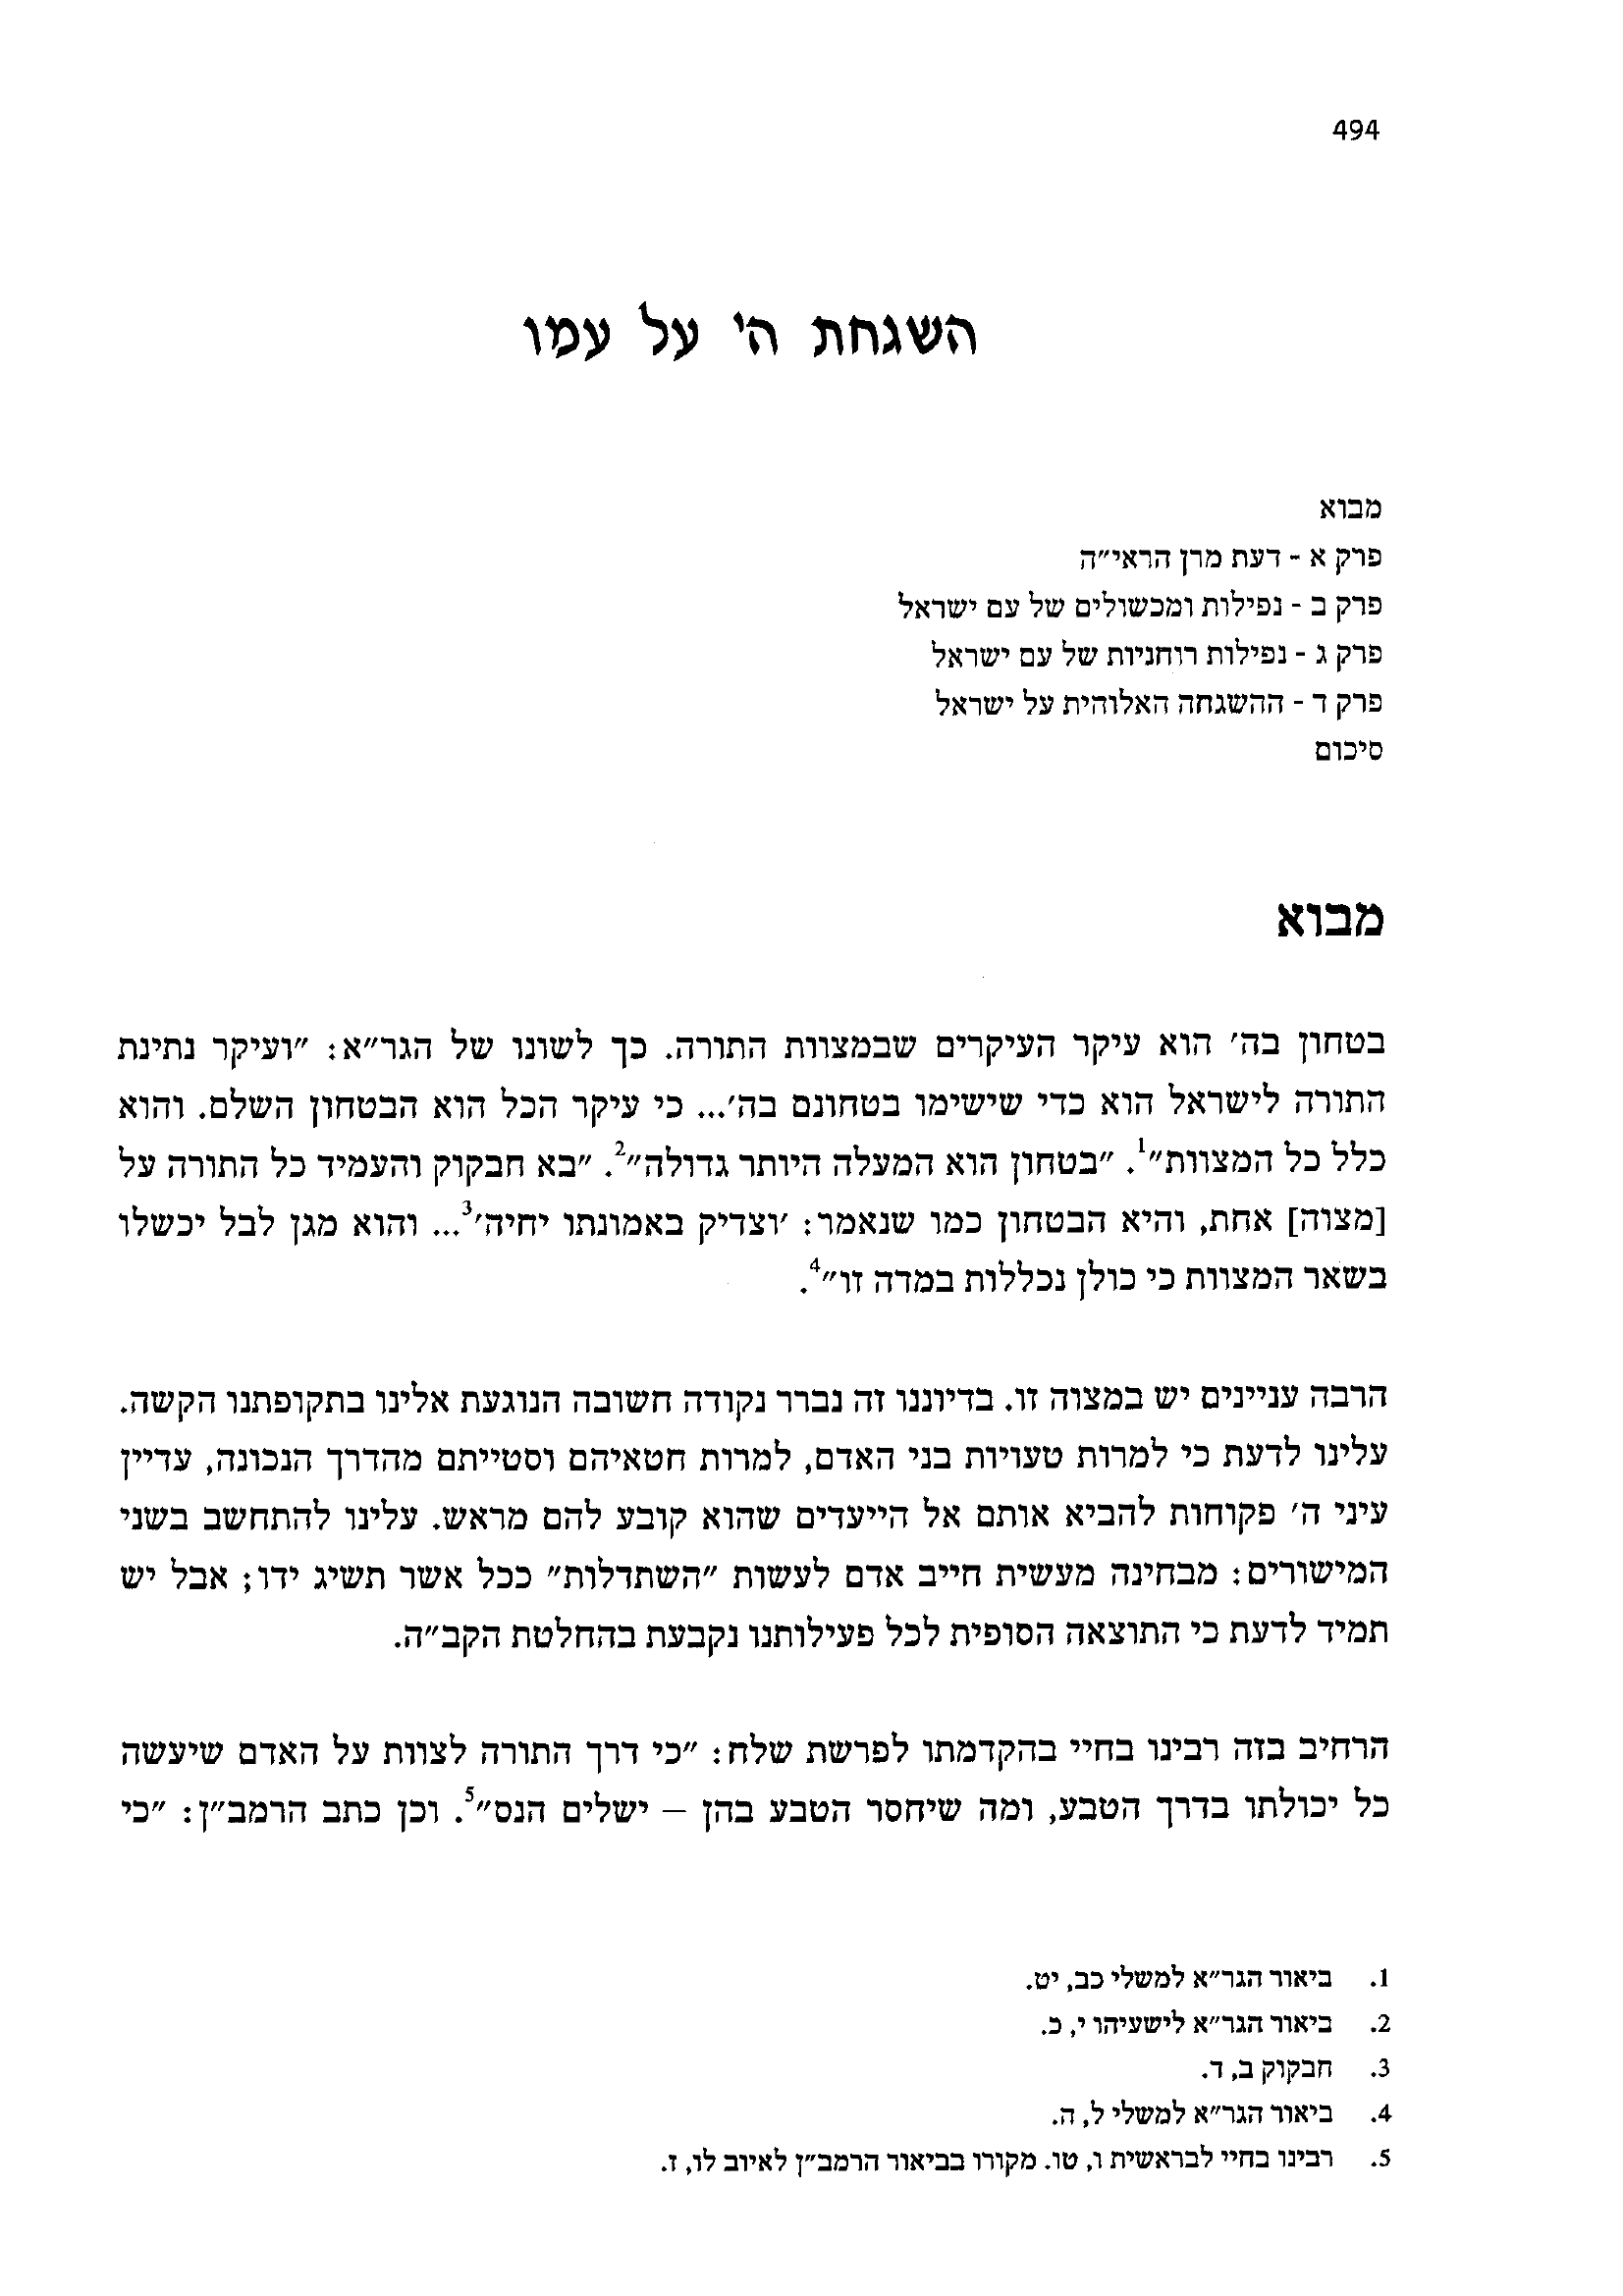 494
השגחת ה' על עמו
מבוא
פרק א - דעת מרן הראי״ה
פרק ב - נפילות ומכשולים של עם ישראל
פרק ג - נפילות רוחניות של עם ישראל
פרק ד - ההשגחה האלוהית על ישראל
סיכום
מבוא
בטחון בה׳ הוא עיקר העיקרים שבמצוות התורה. כך לשונו של הגר״א: ״ועיקר נתינת
התורה לישראל הוא כדי שישימו בטחונם בה׳... כי עיקר הכל הוא הבטחון השלם. והוא
כלל כל המצוות״1. ״בטחון הוא המעלה היותר גדולה״2. ״בא חבקוק והעמיד כל התורה על
[מצוה] אחת, והיא הבטחון כמו שנאמר: ׳וצדיק באמונתו יחיה׳3... והוא מגן לבל יכשלו
בשאר המצוות כי כולן נכללות במדה זו״4.
הרבה עניינים יש במצוה זו. בדיוננו זה נברר נקודה חשובה הנוגעת אלינו בתקופתנו הקשה.
עלינו לדעת כי למרות טעויות בני האדם, למרות חטאיהם וסטייתם מהדרך הנכונה, עדיין
עיני ה׳ פקוחות להביא אותם אל הייעדים שהוא קובע להם מראש. עלינו להתחשב בשני
המישורים: מבחינה מעשית חייב אדם לעשות ״השתדלות״ ככל אשר תשיג ידו; אבל יש
תמיד לדעת כי התוצאה הסופית לכל פעילותנו נקבעת בהחלטת הקב״ה.
הרחיב בזה רבינו בחיי בהקדמתו לפרשת שלח: ״כי דרך התורה לצוות על האדם שיעשה
כל יכולתו בדרך הטבע, ומה שיחסר הטבע בהן – ישלים הנס״5. וכן כתב הרמב״ן: ״כי
1. ביאור הגר״א למשלי כב, יט.
2. ביאור הגר״א לישעיהו י, כ.
3. חבקוק ב, ד.
4. ביאור הגר״א למשלי ל, ה.
5. רבינו בחיי לבראשית ו, טו. מקורו בביאור הרמב״ן לאיוב לו, ז.